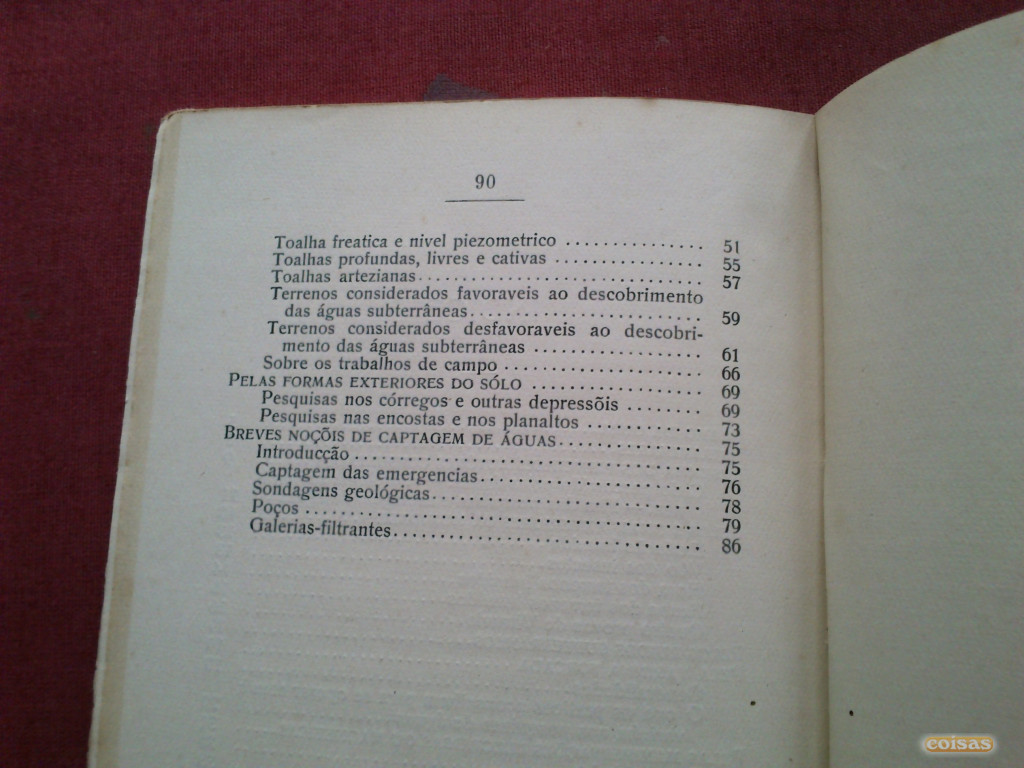 90
Toalha freatica e nivel piezometrico ............... 51
Toalhas profundas, livres e cativas ................ 55
Toalhas artezianas................................ 57
Terrenos considerados favoraveis ao descobrimento
das águas subterrâneas.......................... 59
Terrenos considerados desfavoraveis ao descobri-
mento das águas subterrâneas .................. 61
Sobre os trabalhos de campo ...................... 66
PELAS FORMAS EXTERIORES DO SÓLO ................... 69
Pesquisas nos córregos e outras depressõis ........ 69
Pesquisas nas encostas e nos planaltos ............ 73
BREVES NOÇÕIS DE CAPTAGEM DE ÁGUAS................ 75
Introducção ....................................... 75
Captagem das emergencias......................... 76
Sondagens geológicas.............................. 78
Poços ............................................. 79
Galerias-filtrantes.................................. 86
coisas